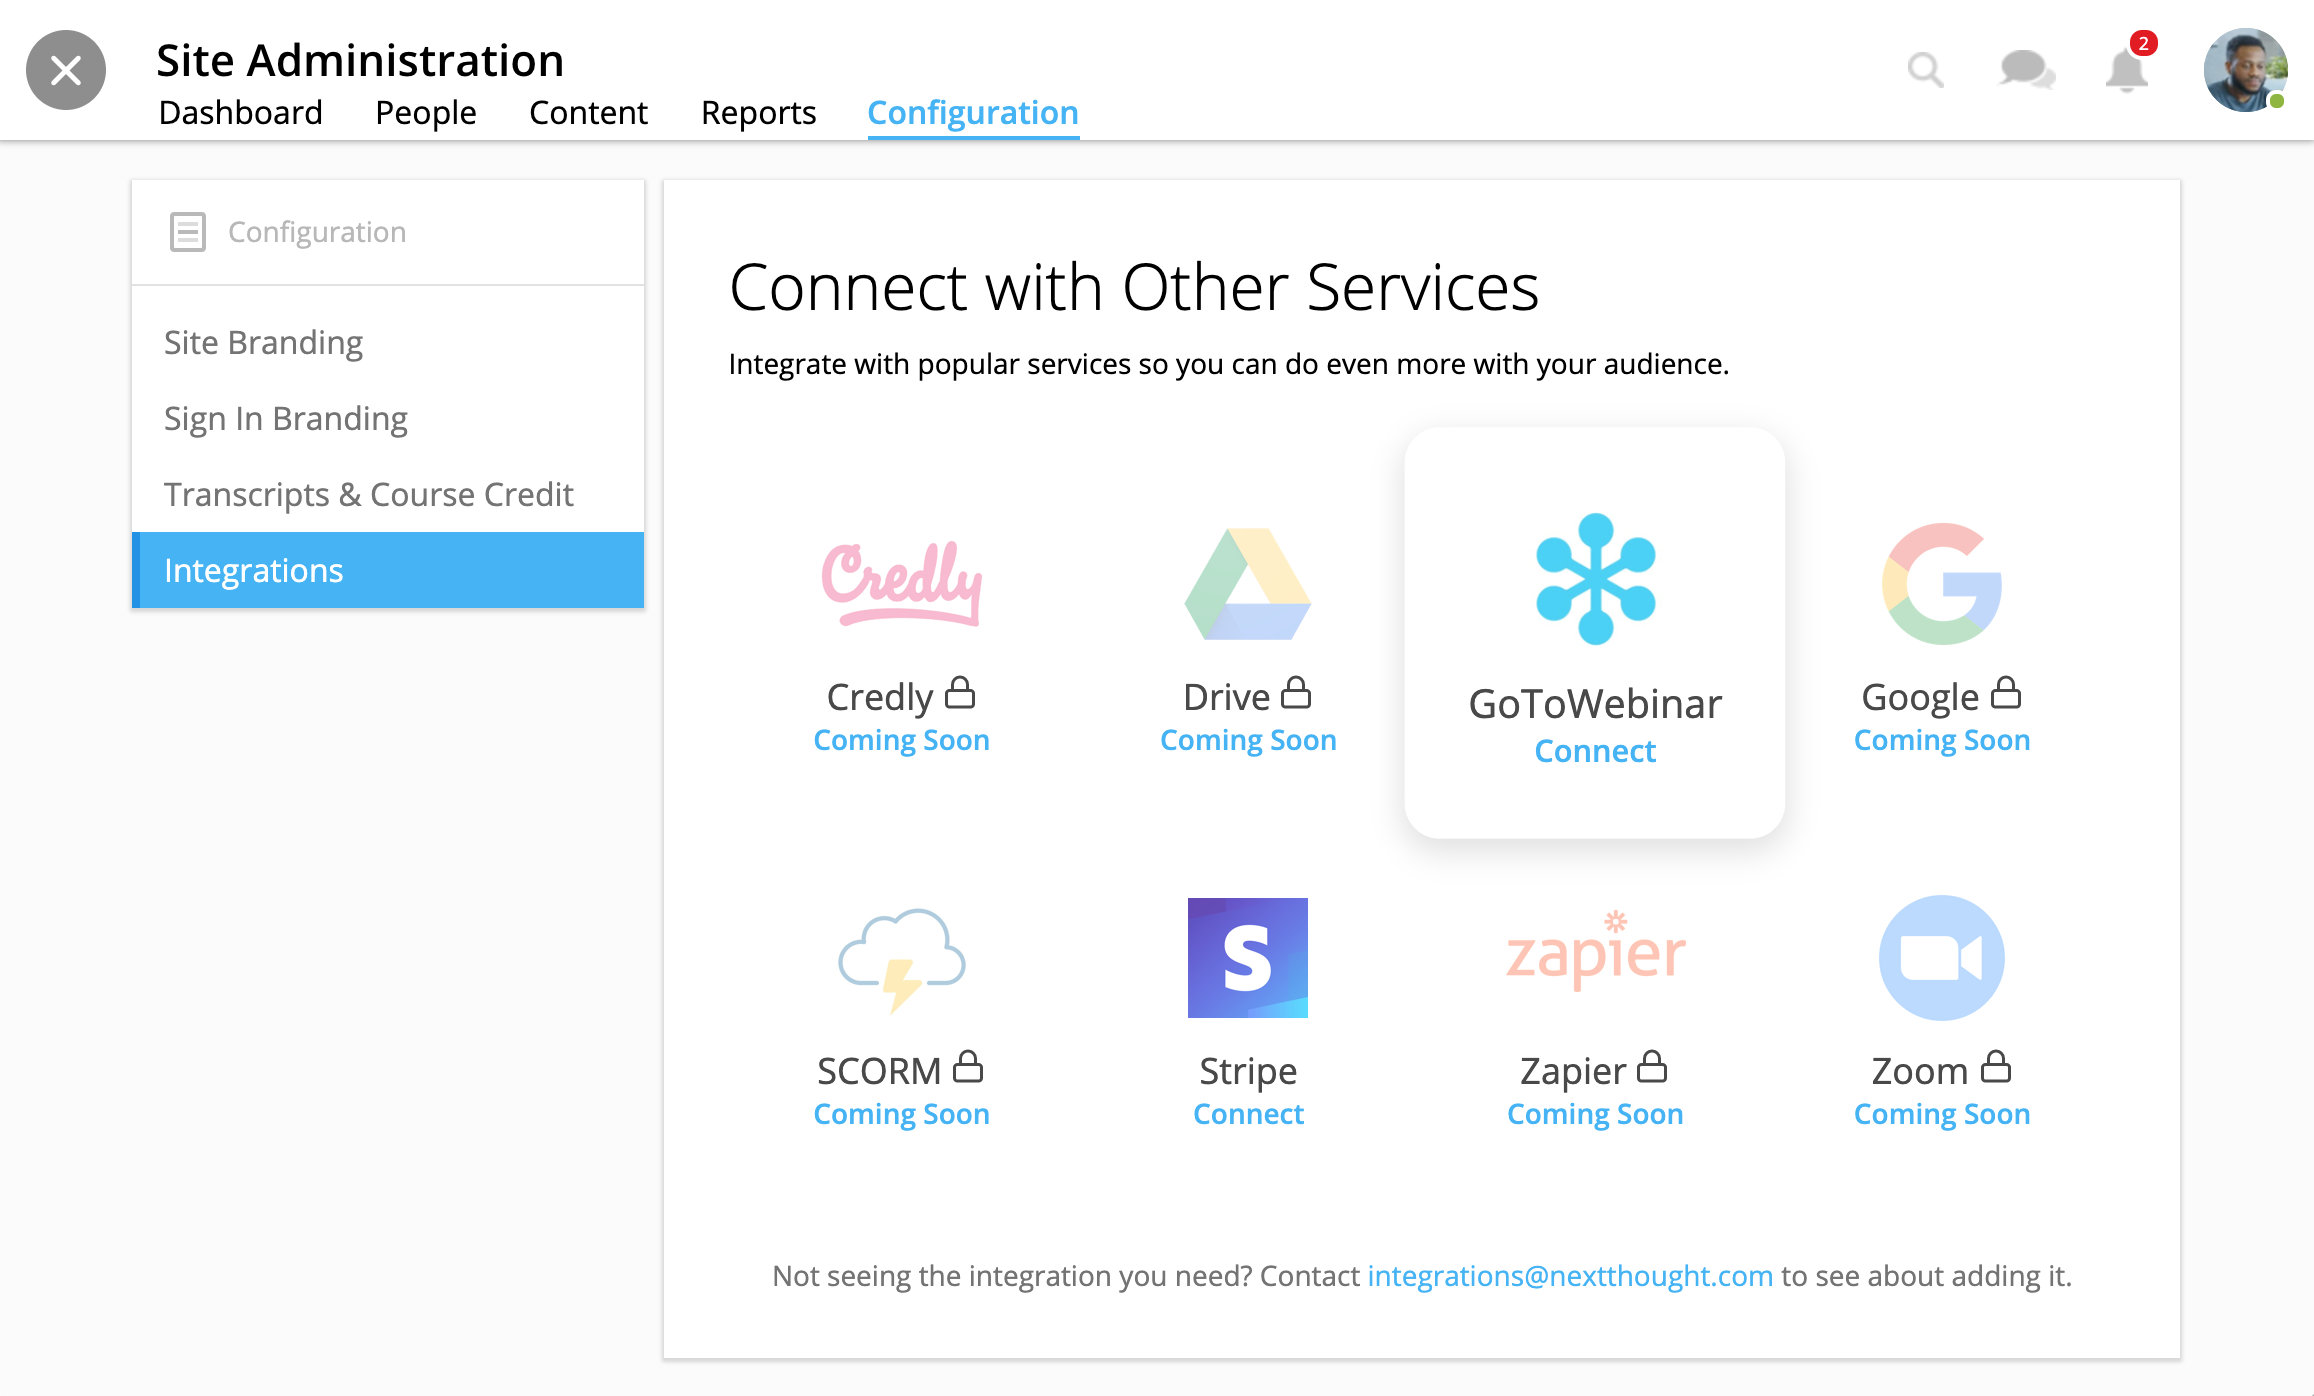 Site Administration
2
Dashboard People Content Reports Configuration
Configuration
Site Branding
Sign In Branding
Transcripts & Course Credit
Integrations
Connect with Other Services
Integrate with popular services so you can do even more with your audience.
Credly
Credly
Coming Soon
Drive
Coming Soon
GoToWebinar
Connect
G
Google
Coming Soon
SCORM
Coming Soon
S
Stripe
Connect
zapier
Zapier
Coming Soon
Zoom
Coming Soon
Not seeing the integration you need? Contact integrations@nextthought.com to see about adding it.